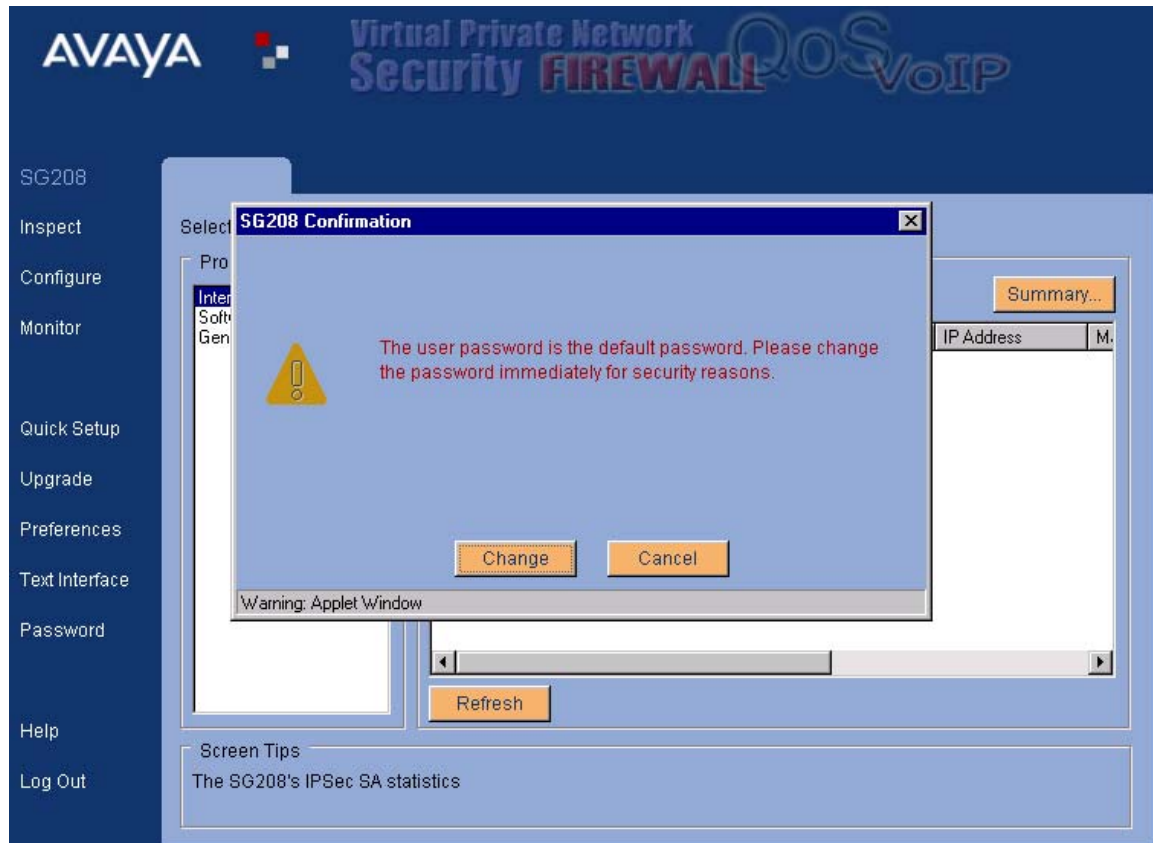 AVAYA
Virtual Private Network
Security FIREWALL QoS VoIP
SG208
Inspect
Configure
Monitor
Quick Setup
Upgrade
Preferences
Text Interface
Password
Help
Log Out
Select
Pro
Inter
Soft
Gen
Summary...
IP Address M
SG208 Confirmation
The user password is the default password. Please change
the password immediately for security reasons.
Change Cancel
Warning: Applet Window
Refresh
Screen Tips
The SG208's IPSec SA statistics